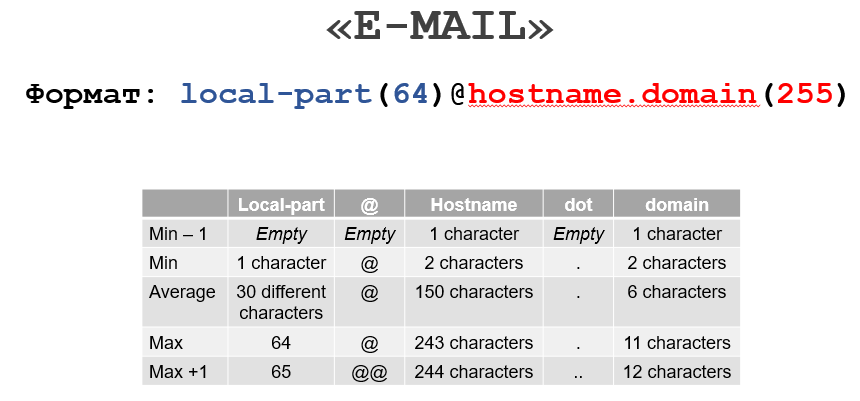 «E-MAIL»
Формат: local-part(64)@hostname.domain(255)
Local-part @ Hostname dot domain
Min – 1 Empty Empty 1 character Empty 1 character
Min 1 character @ 2 characters . 2 characters
Average 30 different @ 150 characters . 6 characters
characters
Max 64 @ 243 characters . 11 characters
Max +1 65 @@ 244 characters .. 12 characters